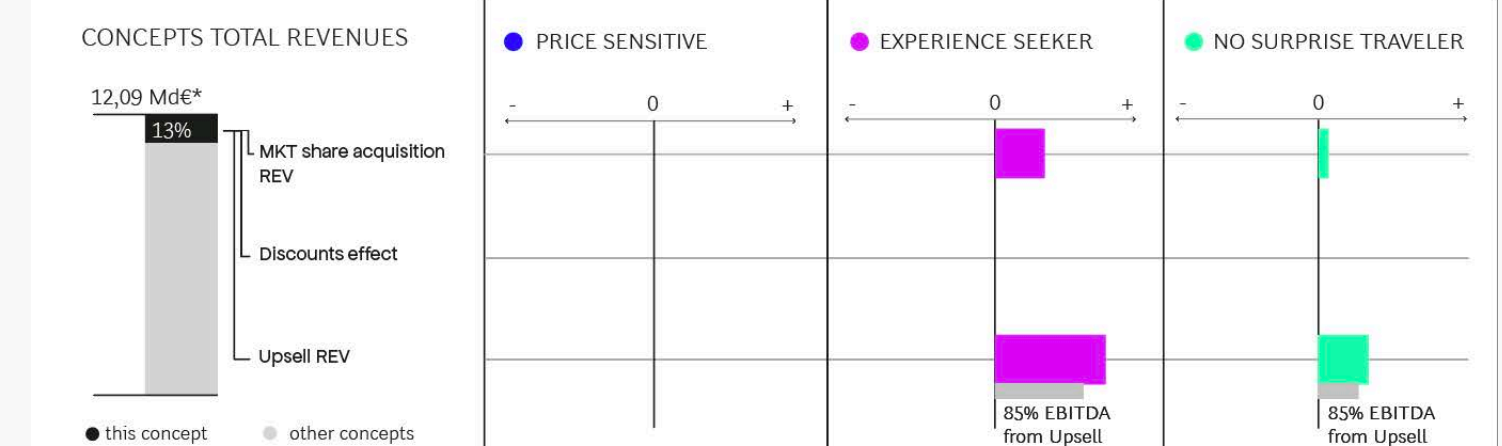 CONCEPTS TOTAL REVENUES
12,09 Md€*
13%
MKT share acquisition
REV
Discounts effect
Upsell REV
this concept
other concepts
PRICE SENSITIVE
- 0 +
EXPERIENCE SEEKER
- 0 +
85% EBITDA
from Upsell
NO SURPRISE TRAVELER
- 0 +
85% EBITDA
from Upsell